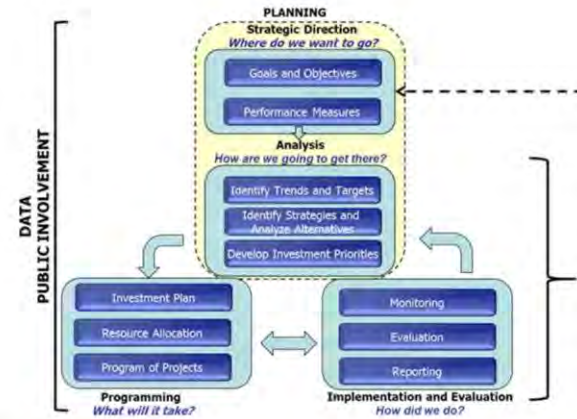 PLANNING
Strategic Direction
Where do we want to go?
Goals and Objectives
Performance Measures
Analysis
How are we going to get there?
Identify Trends and Targets
Identify Strategies and
Analyze Alternatives
Develop Investment Priorities
DATA
PUBLIC INVOLVEMENT
Investment Plan
Resource Allocation
Program of Projects
Programming
What will it take?
Monitoring
Evaluation
Reporting
Implementation and Evaluation
How did we do?